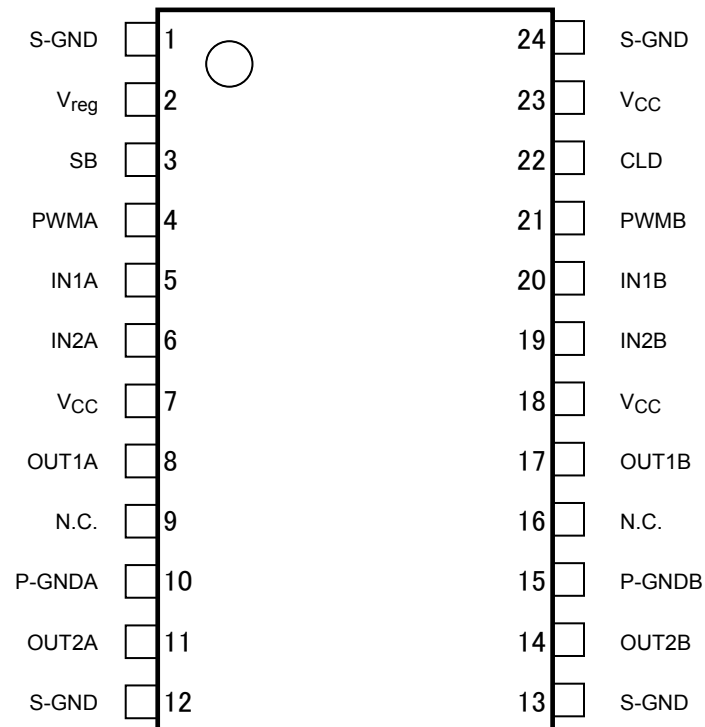 S-GND 1 24 S-GND
Vreg 2 23 VCC
SB 3 22 CLD
PWMA 4 21 PWMB
IN1A 5 20 IN1B
IN2A 6 19 IN2B
VCC 7 18 VCC
OUT1A 8 17 OUT1B
N.C. 9 16 N.C.
P-GNDA 10 15 P-GNDB
OUT2A 11 14 OUT2B
S-GND 12 13 S-GND